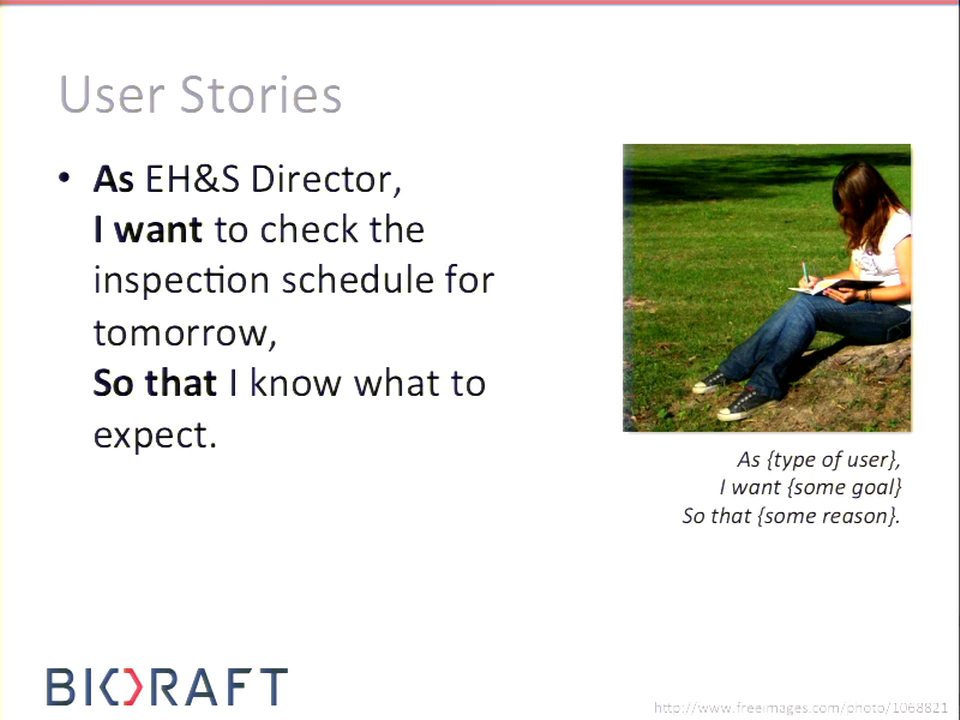 User Stories
• As EH&S Director,
I want to check the
inspection schedule for
tomorrow,
So that I know what to
expect.
As {type of user},
I want {some goal}
So that {some reason}.
BIORAFT
http://www.freeimages.com/photo/1068821